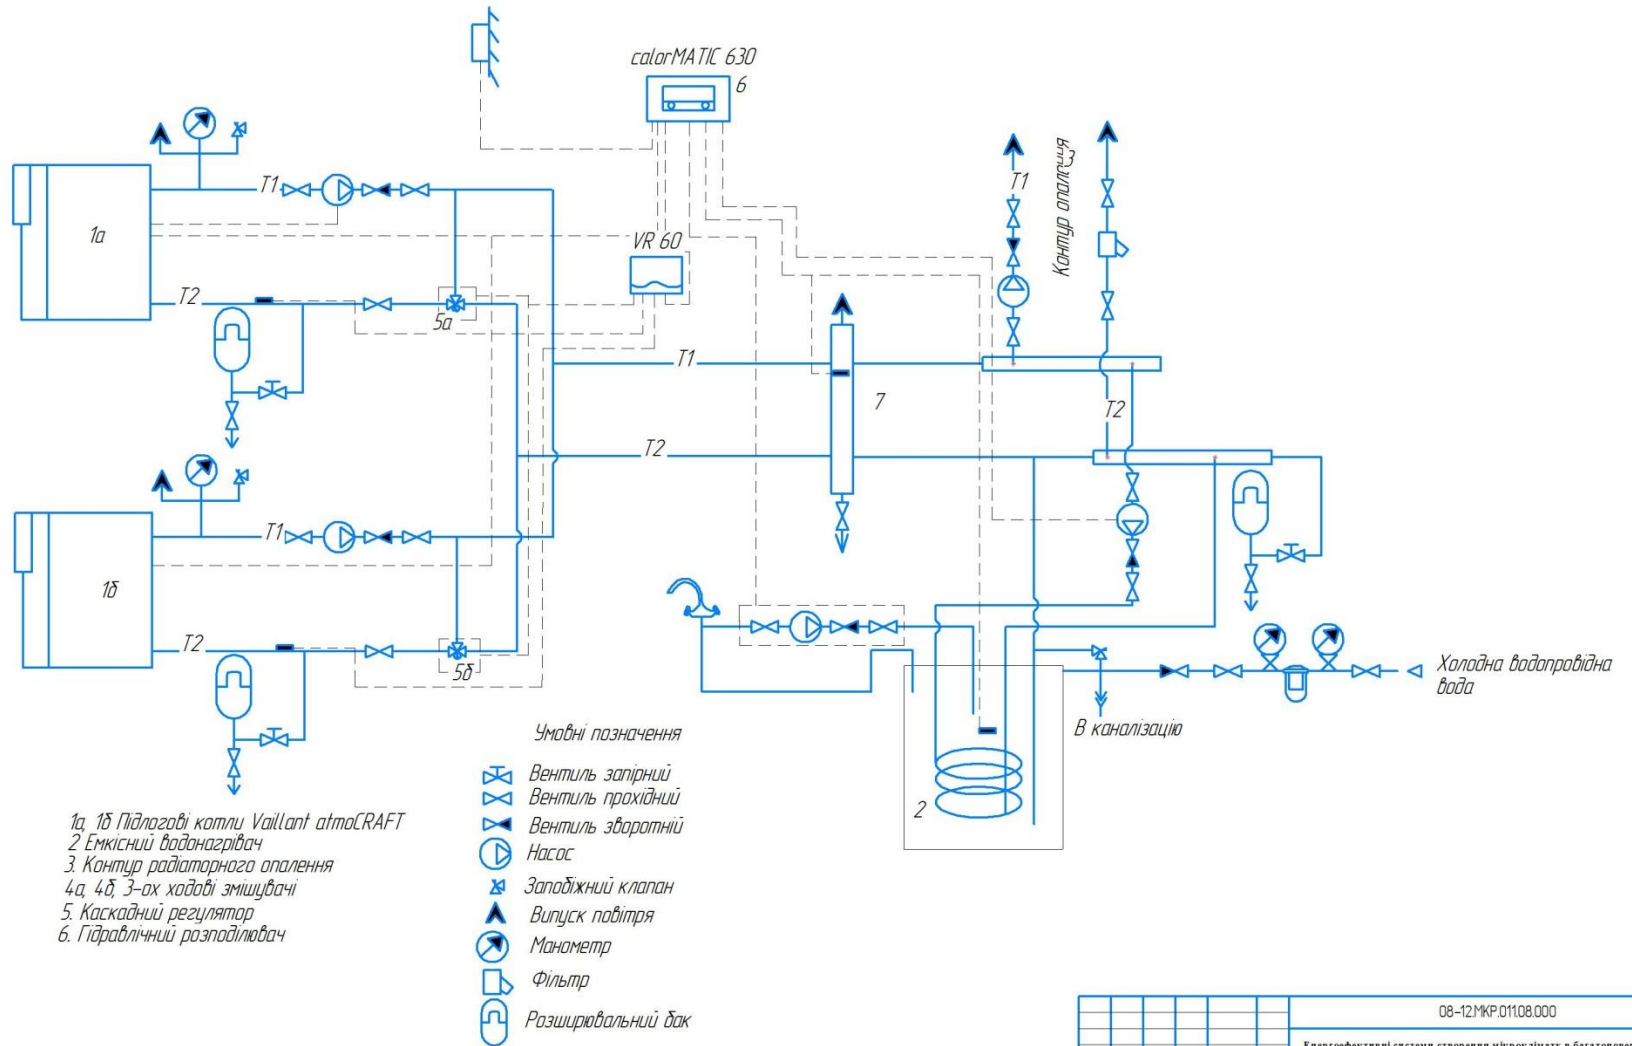 calorMATIC 630
6
T1
1а
VR 60
T2
5а
T1
7
T2
T1
Контур опалення
3
T2
T1
1б
T2
5б
2
Холодна водопровідна
вода
В каналізацію
Умовні позначення
Вентиль запірний
Вентиль прохідний
Вентиль зворотній
Насос
Запобіжний клапан
Випуск повітря
Манометр
Фільтр
Розширювальний бак
1а, 1б Підлогові котли Vaillant atmoCRAFT
2 Емкісний водонагрівач
3. Контур радіаторного опалення
4а, 4б, 3-ох ходові змішувачі
5. Каскадний регулятор
6. Гідравлічний розподілювач
08-12.МКР.011.08.000